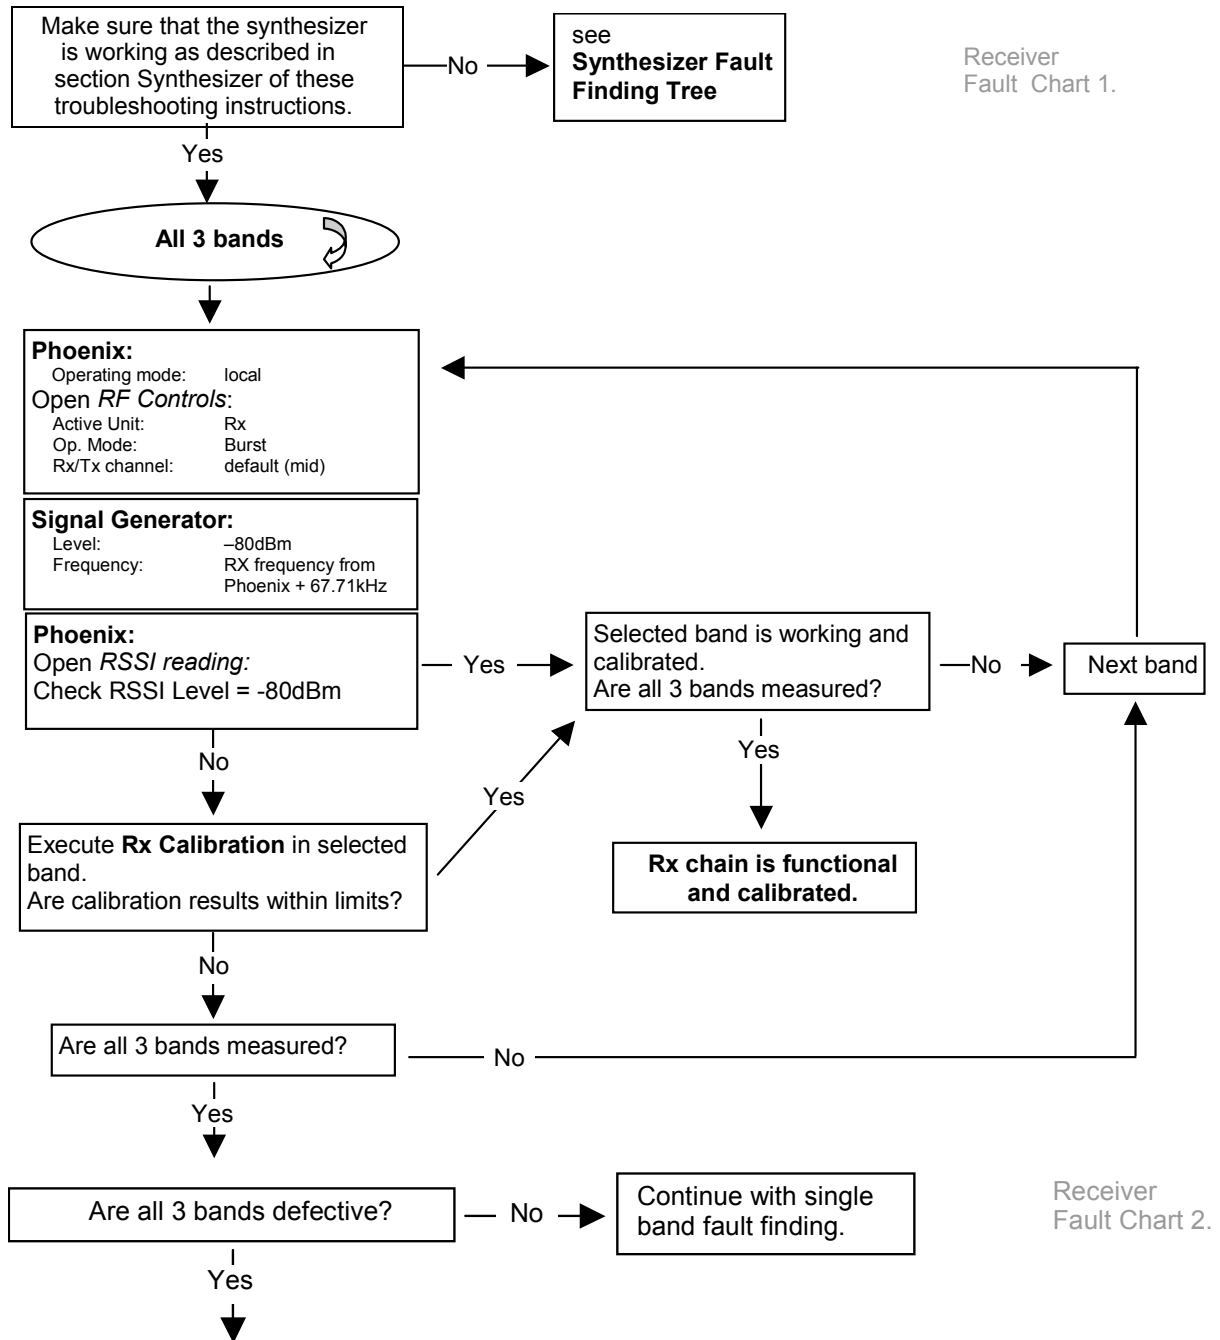 Make sure that the synthesizer
is working as described in
section Synthesizer of these
troubleshooting instructions.
No
see
Synthesizer Fault
Finding Tree
Receiver
Fault Chart 1.
Yes
All 3 bands
Phoenix:
Operating mode: local
Open RF Controls:
Active Unit: Rx
Op. Mode: Burst
Rx/Tx channel: default (mid)
Signal Generator:
Level: –80dBm
Frequency: RX frequency from
Phoenix + 67.71kHz
Phoenix:
Open RSSI reading:
Check RSSI Level = -80dBm
Yes
Selected band is working and
calibrated.
Are all 3 bands measured?
No
Next band
No
Yes
Yes
Execute Rx Calibration in selected
band.
Are calibration results within limits?
Rx chain is functional
and calibrated.
No
Are all 3 bands measured?
No
Yes
Are all 3 bands defective?
No
Continue with single
band fault finding.
Receiver
Fault Chart 2.
Yes